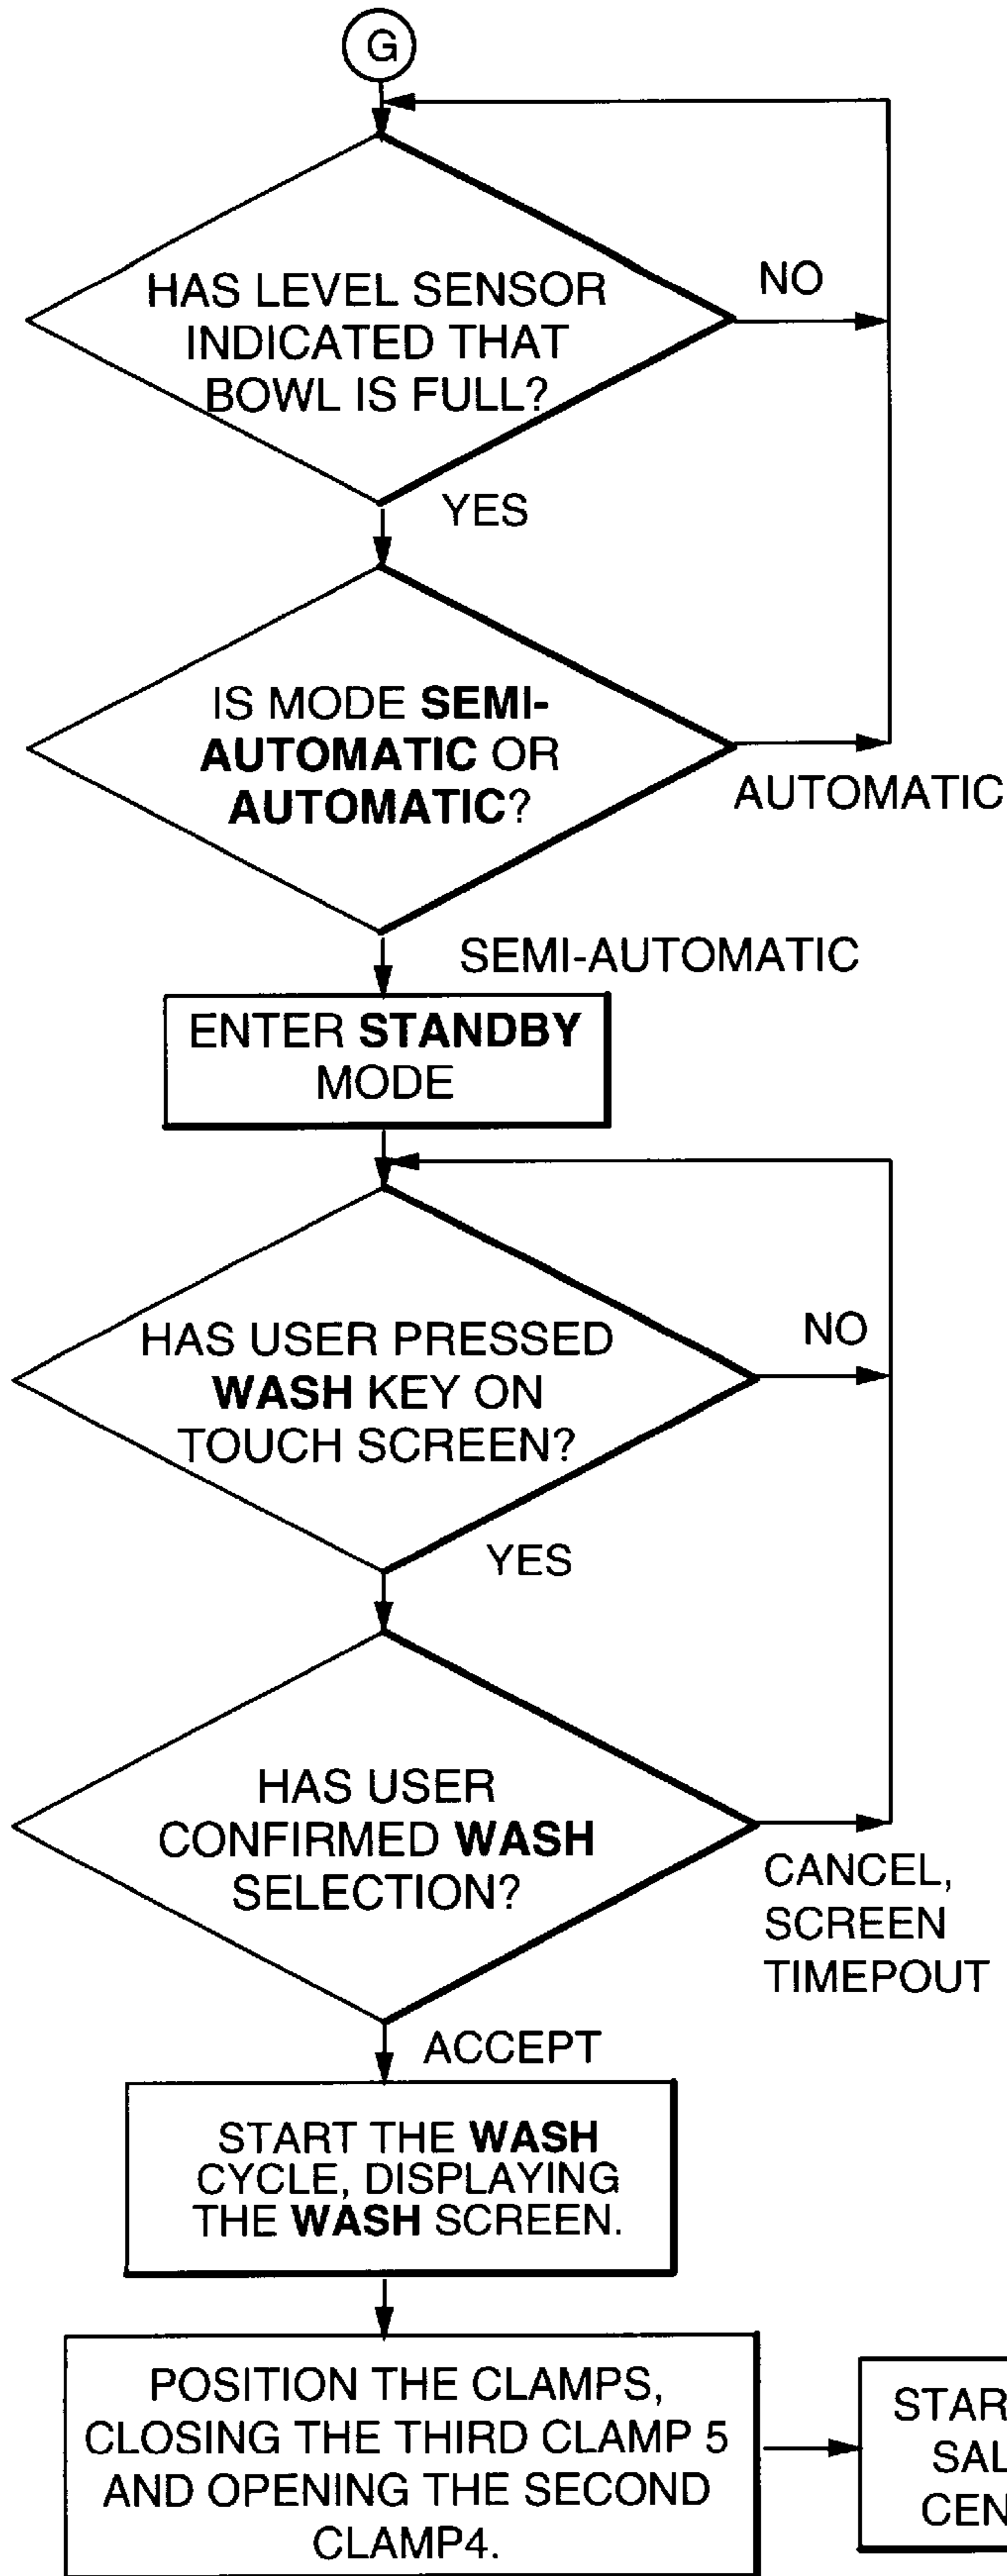 G
HAS LEVEL SENSOR
INDICATED THAT
BOWL IS FULL?
NO
YES
IS MODE SEMI-
AUTOMATIC OR
AUTOMATIC?
AUTOMATIC
SEMI-AUTOMATIC
ENTER STANDBY
MODE
HAS USER PRESSED
WASH KEY ON
TOUCH SCREEN?
NO
YES
HAS USER
CONFIRMED WASH
SELECTION?
CANCEL,
SCREEN
TIMEPOUT
ACCEPT
START THE WASH
CYCLE, DISPLAYING
THE WASH SCREEN.
POSITION THE CLAMPS,
CLOSING THE THIRD CLAMP 5
AND OPENING THE SECOND
CLAMP4.
STAR
SAL
CEN